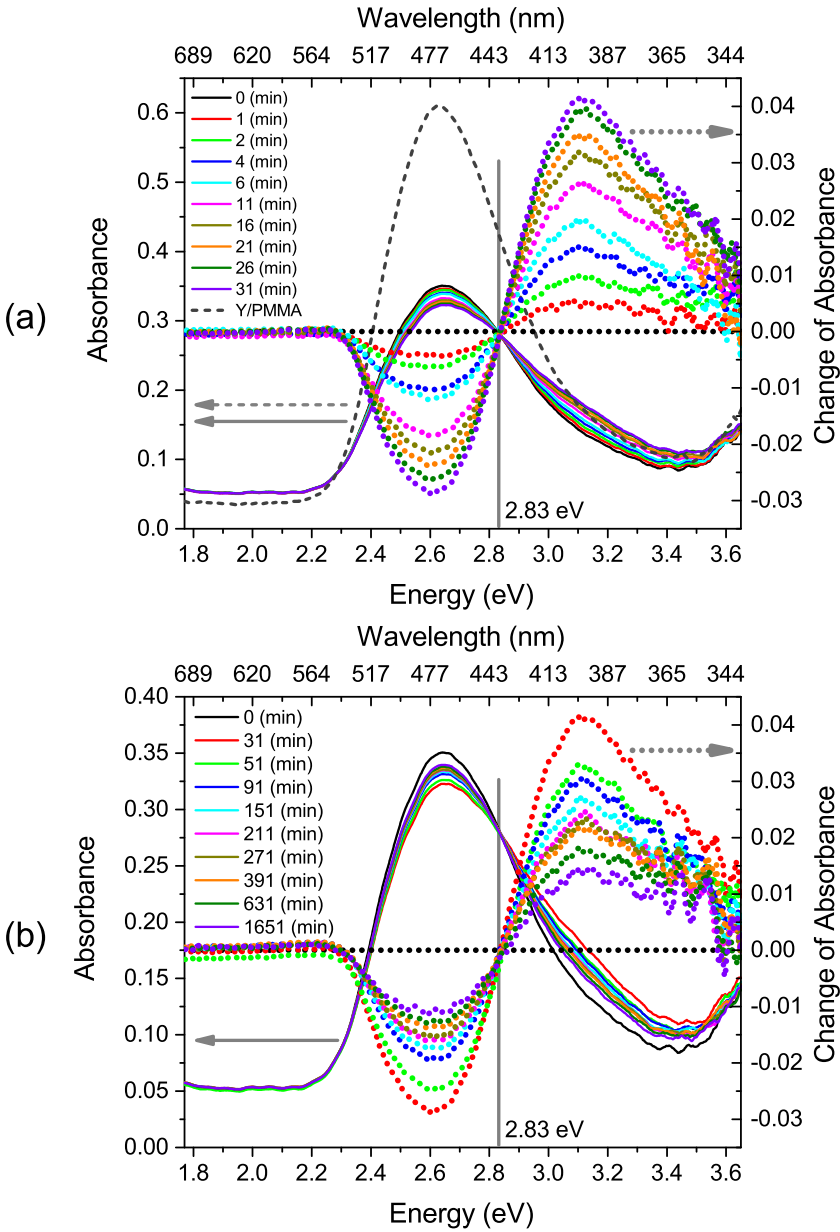 Wavelength (nm)
689 620 564 517 477 443 413 387 365 344
(a)
Absorbance
0.6
0.5
0.4
0.3
0.2
0.1
0.0
0 (min)
1 (min)
2 (min)
4 (min)
6 (min)
11 (min)
16 (min)
21 (min)
26 (min)
31 (min)
Y/PMMA
2.83 eV
0.04
0.03
0.02
0.01
0.00
-0.01
-0.02
-0.03
Change of Absorbance
1.8 2.0 2.2 2.4 2.6 2.8 3.0 3.2 3.4 3.6
Energy (eV)
Wavelength (nm)
689 620 564 517 477 443 413 387 365 344
(b)
Absorbance
0.40
0.35
0.30
0.25
0.20
0.15
0.10
0.05
0.00
0 (min)
31 (min)
51 (min)
91 (min)
151 (min)
211 (min)
271 (min)
391 (min)
631 (min)
1651 (min)
2.83 eV
0.04
0.03
0.02
0.01
0.00
-0.01
-0.02
-0.03
Change of Absorbance
1.8 2.0 2.2 2.4 2.6 2.8 3.0 3.2 3.4 3.6
Energy (eV)